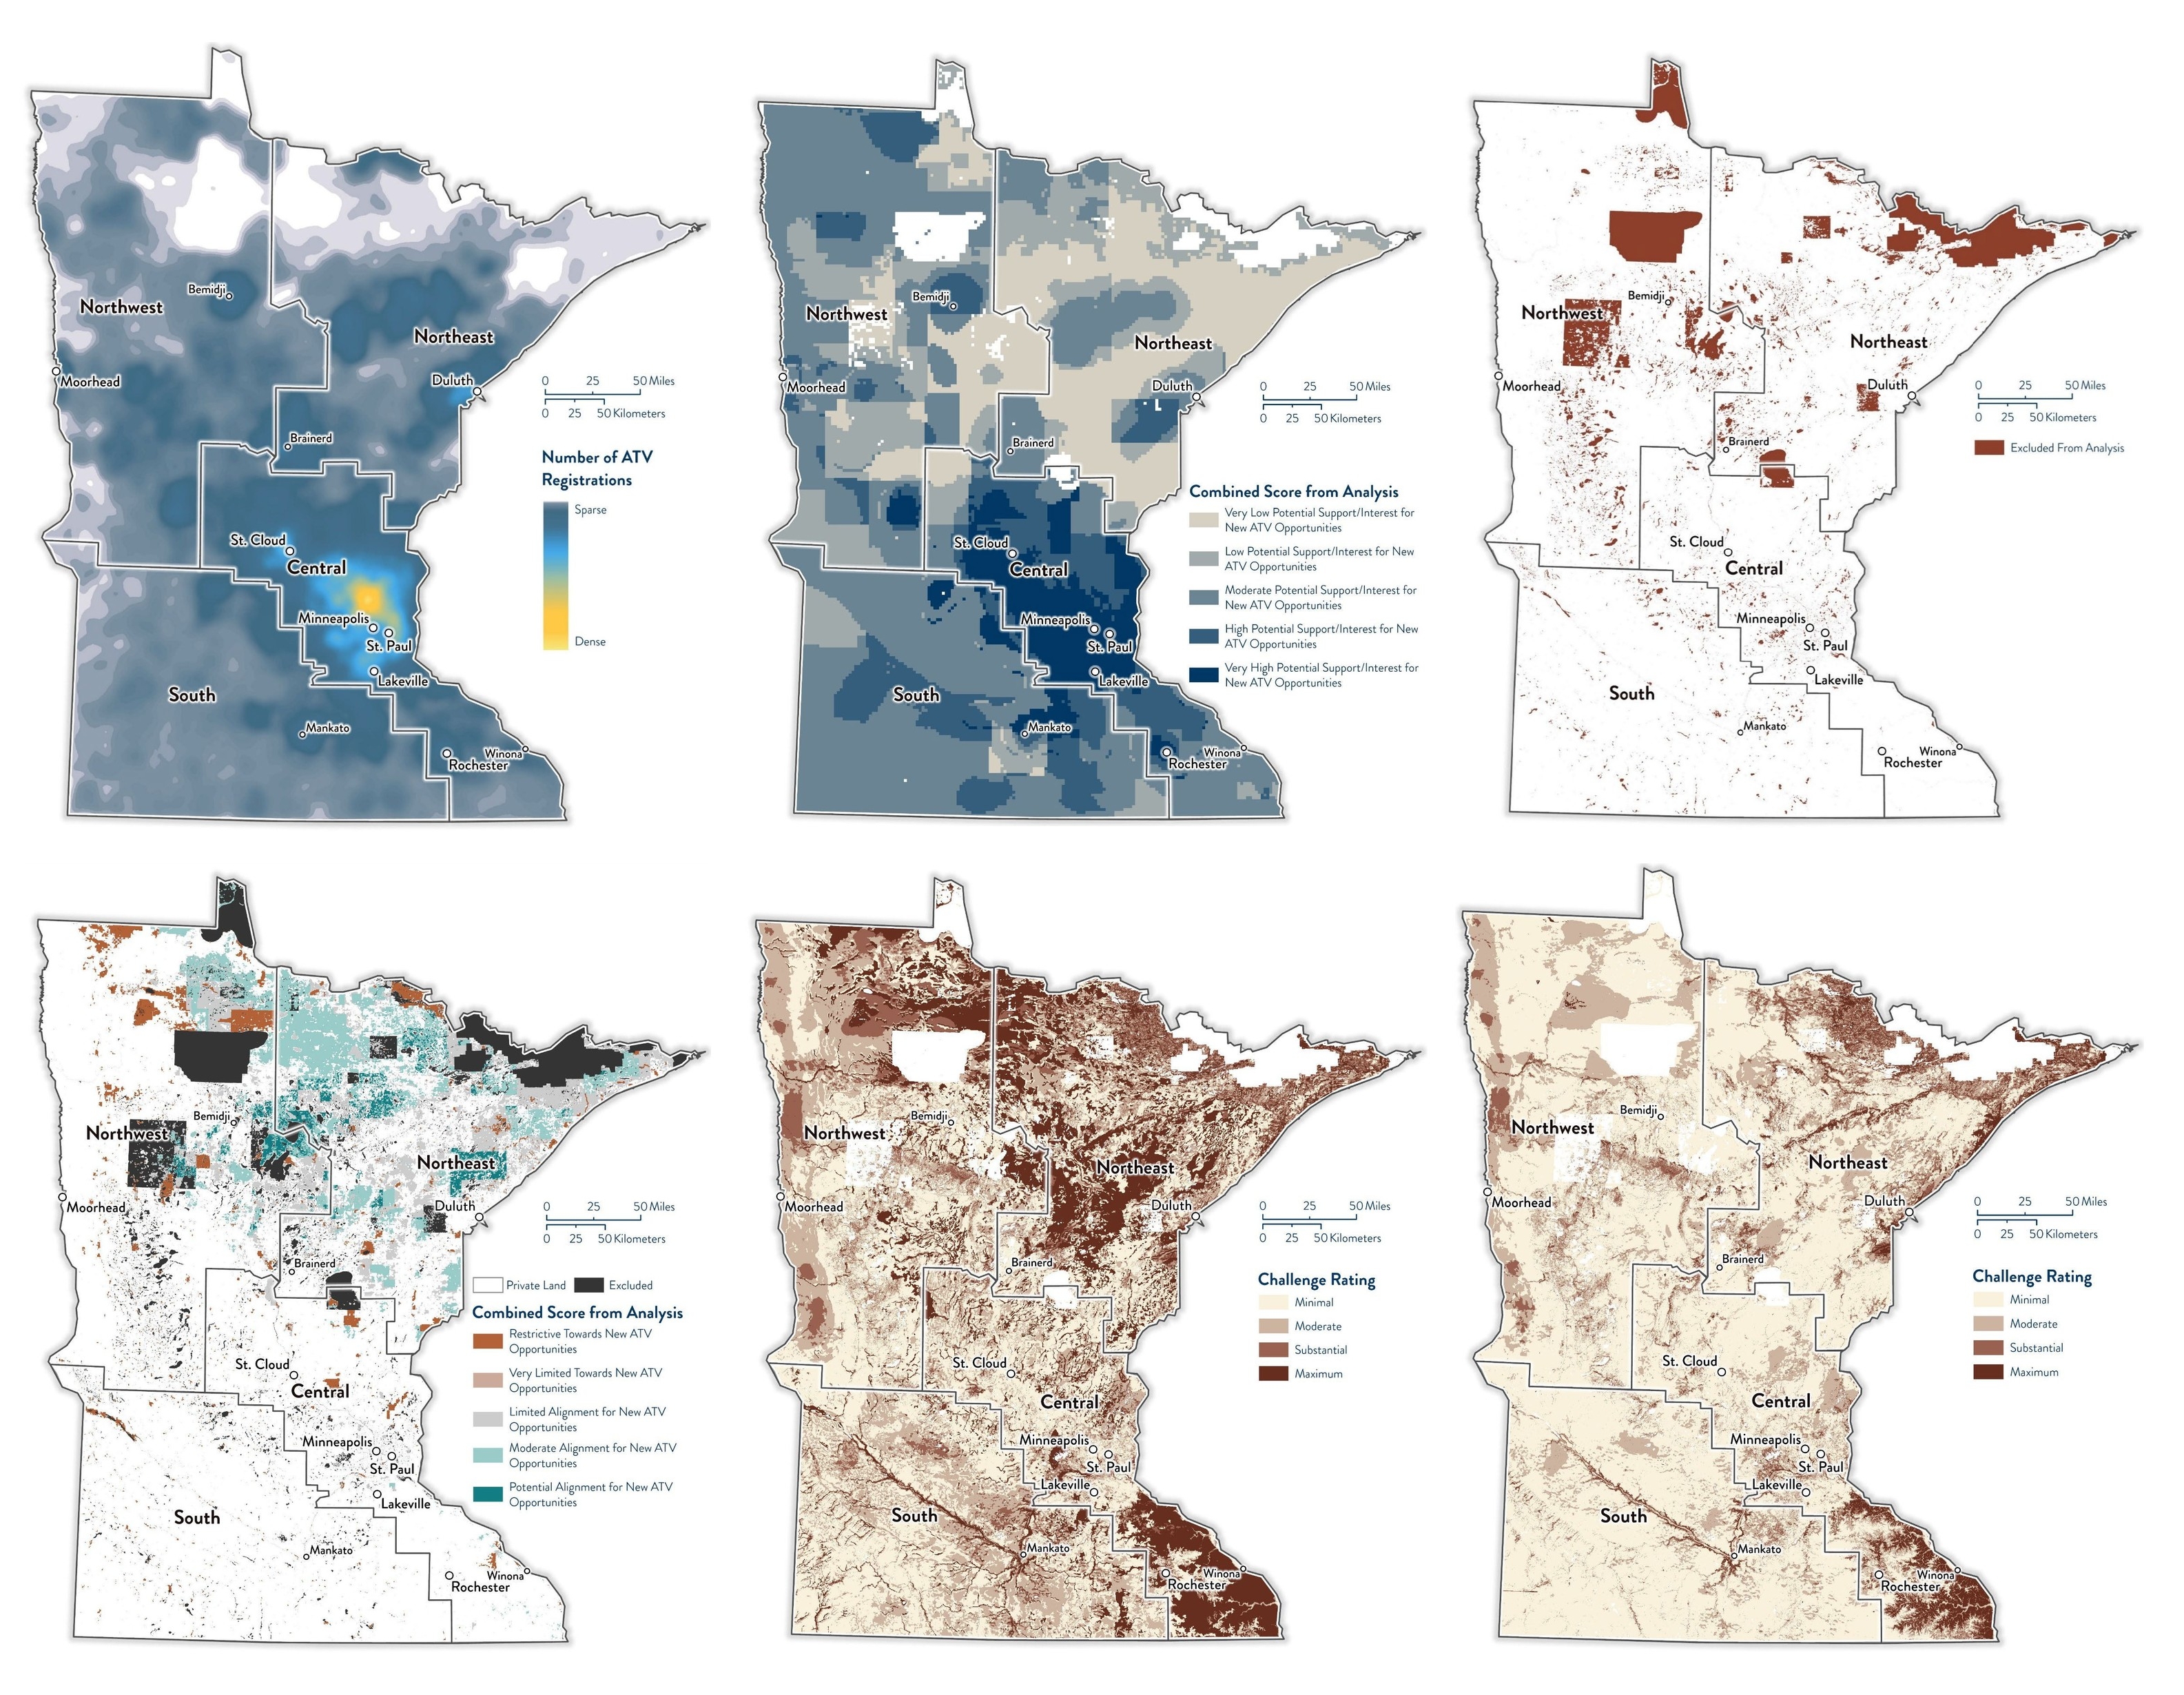 Northwest
Bemidji
Northeast
Moorhead
Duluth
Brainerd
St. Cloud
Central
Minneapolis
St. Paul
Lakeville
South
Mankato
Winona
Rochester
0 25 50 Miles
0 25 50 Kilometers
Number of ATV
Registrations
Sparse
Dense
Northwest
Bemidji
Northeast
Moorhead
Duluth
Brainerd
St. Cloud
Central
Minneapolis
St. Paul
Lakeville
South
Mankato
Winona
Rochester
0 25 50 Miles
0 25 50 Kilometers
Combined Score from Analysis
Very Low Potential Support/Interest for
New ATV Opportunities
Low Potential Support/Interest for New
ATV Opportunities
Moderate Potential Support/Interest for
New ATV Opportunities
High Potential Support/Interest for New
ATV Opportunities
Very High Potential Support/Interest for
New ATV Opportunities
Northwest
Bemidji
Northeast
Moorhead
Duluth
Brainerd
St. Cloud
Central
Minneapolis
St. Paul
Lakeville
South
Mankato
Winona
Rochester
0 25 50 Miles
0 25 50 Kilometers
Excluded From Analysis
Bemidji
Northwest
Northeast
Moorhead
Duluth
Brainerd
St. Cloud
Central
Minneapolis
St. Paul
Lakeville
South
Mankato
Winona
Rochester
0 25 50 Miles
0 25 50 Kilometers
Private Land Excluded
Combined Score from Analysis
Restrictive Towards New ATV
Opportunities
Very Limited Towards New ATV
Opportunities
Limited Alignment for New ATV
Opportunities
Moderate Alignment for New ATV
Opportunities
Potential Alignment for New ATV
Opportunities
Bemidji
Northwest
Northeast
Moorhead
Duluth
Brainerd
St. Cloud
Central
Minneapolis
St. Paul
Lakeville
South
Mankato
Winona
Rochester
0 25 50 Miles
0 25 50 Kilometers
Challenge Rating
Minimal
Moderate
Substantial
Maximum
Bemidji
Northwest
Northeast
Moorhead
Duluth
Brainerd
St. Cloud
Central
Minneapolis
St. Paul
Lakeville
South
Mankato
Winona
Rochester
0 25 50 Miles
0 25 50 Kilometers
Challenge Rating
Minimal
Moderate
Substantial
Maximum